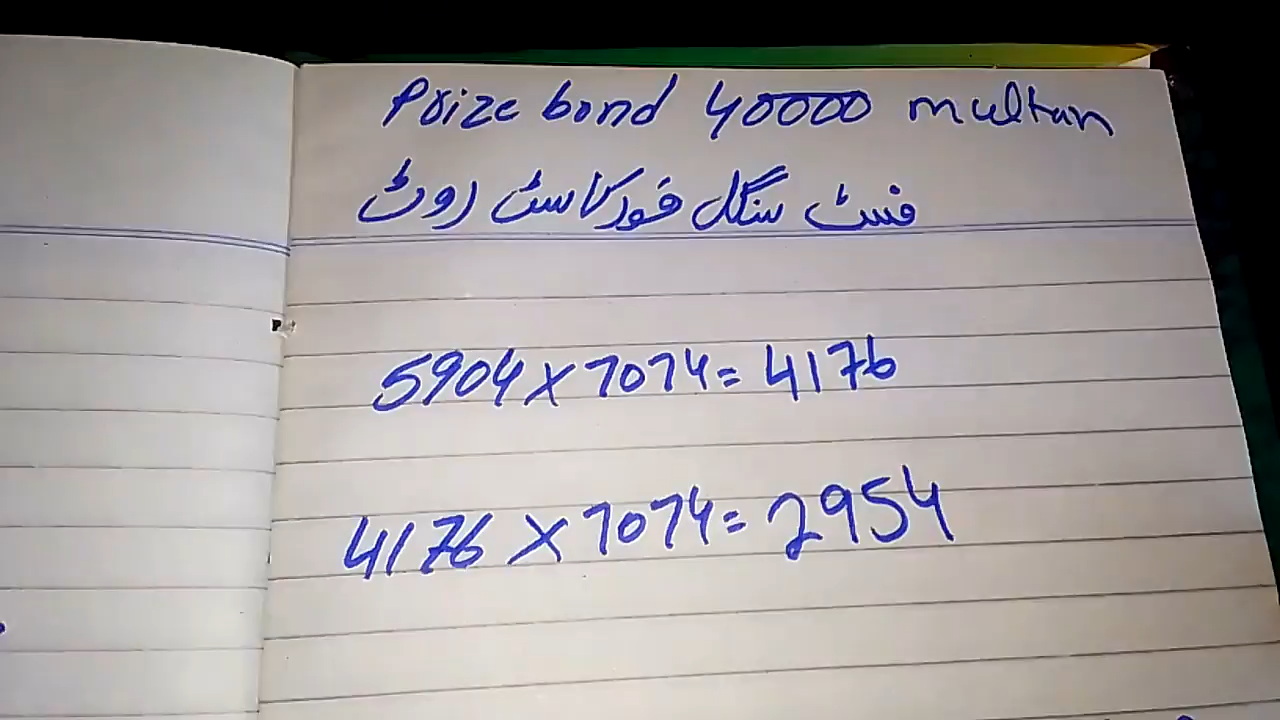 Prize bond 40000 multan
فسٹ سنگل فورکاسٹ روٹ
5904 x 7074 = 4176
4176 x 7074 = 2954